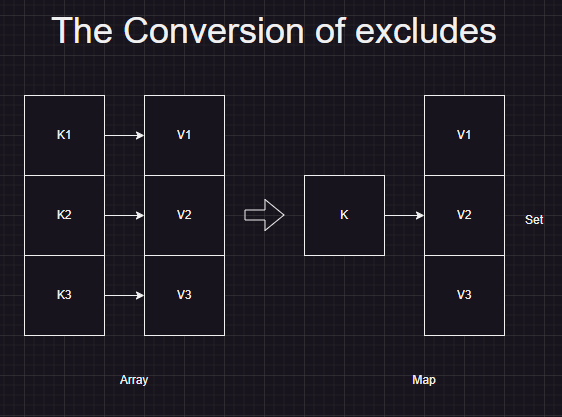 The Conversion of excludes
K1
V1
V1
K2
V2
K
V2
Set
K3
V3
V3
Array
Map